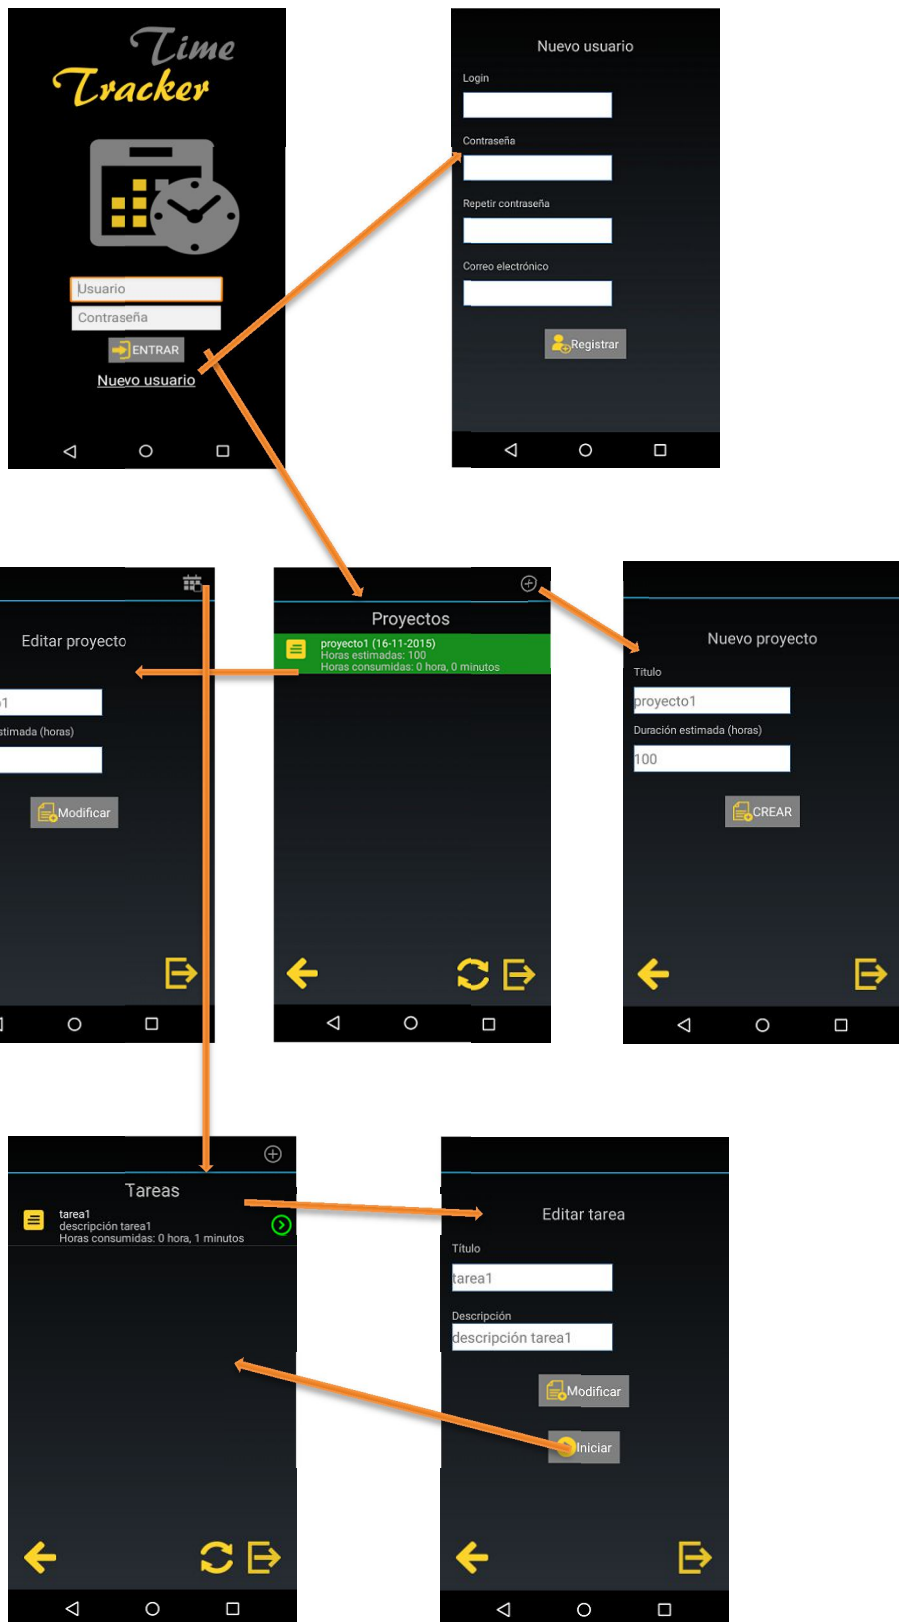 Time
Tracker
Usuario
Contraseña
ENTRAR
Nuevo usuario
Nuevo usuario
Login
Contraseña
Repetir contraseña
Correo electrónico
Registrar
Editar proyecto
stimada (horas)
Modificar
Proyectos
proyecto1 (16-11-2015)
Horas estimadas: 100
Horas consumidas: 0 hora, 0 minutos
Nuevo proyecto
Título
proyecto1
Duración estimada (horas)
100
CREAR
Tareas
tarea1
descripción tarea1
Horas consumidas: 0 hora, 1 minutos
Editar tarea
Título
tarea1
Descripción
descripción tarea1
Modificar
Iniciar